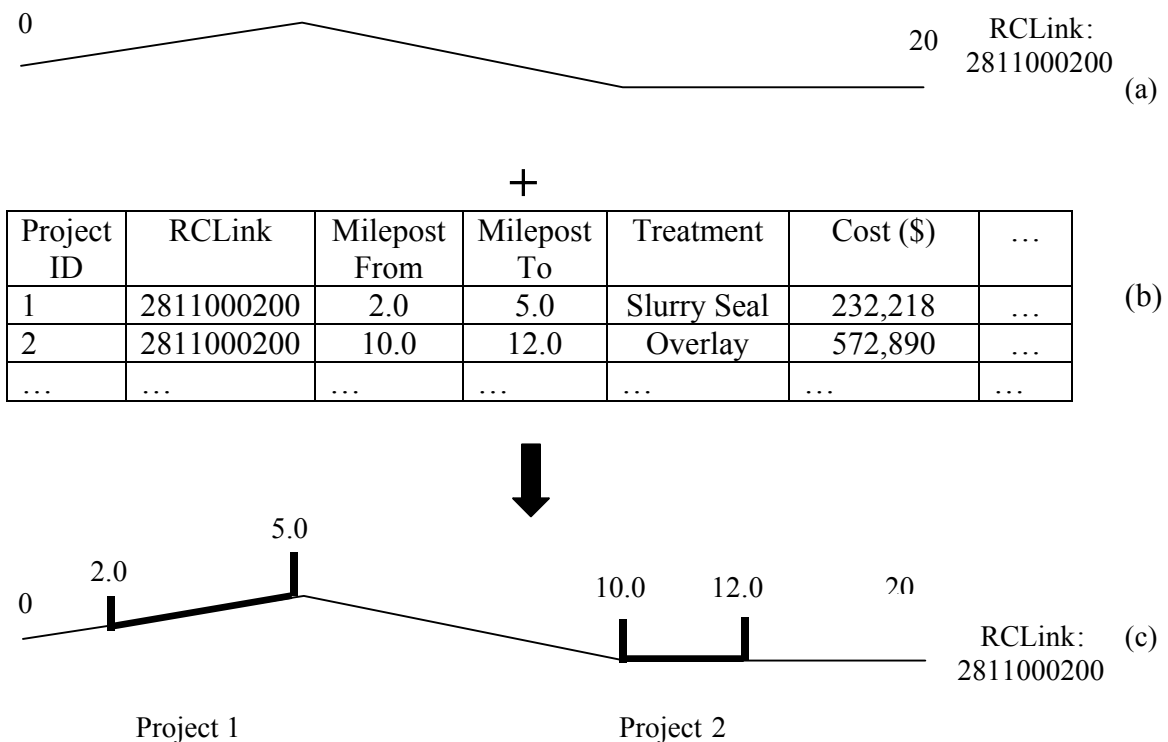 0
20
RCLink:
2811000200
(a)
+
Project ID RCLink Milepost From Milepost To Treatment Cost ($) …
1 2811000200 2.0 5.0 Slurry Seal 232,218 …
2 2811000200 10.0 12.0 Overlay 572,890 …
… … … … … … …
(b)
0
2.0
5.0
10.0
12.0
20
RCLink:
2811000200
(c)
Project 1
Project 2